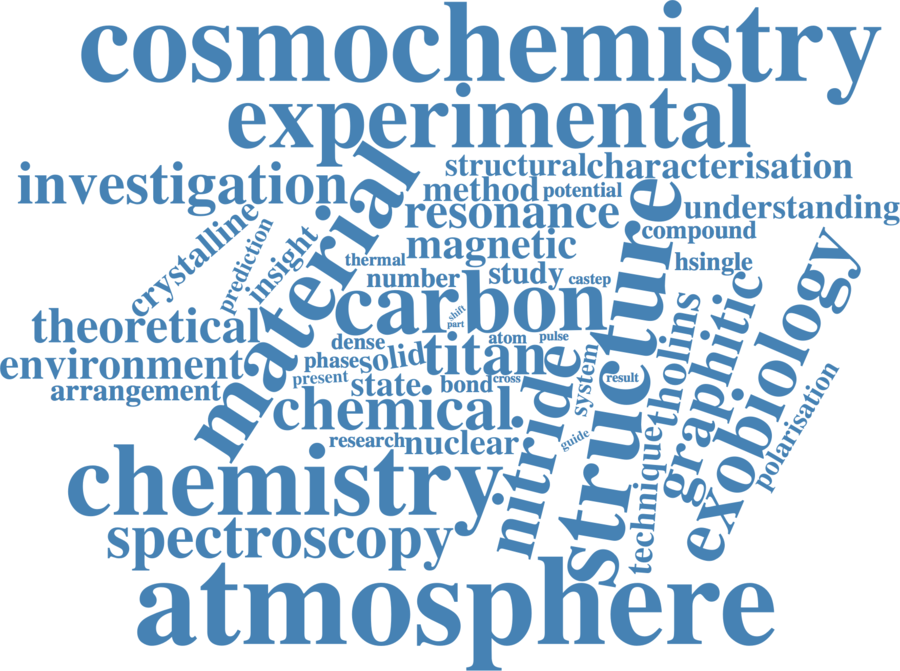 cosmochemistry
experimental
structural
characterisation
investigation
material
method
potential
resonance
structure
understanding
compound
crystalline
prediction
insight
magnetic
thermal
hsingle
number
study
castep
carbon
shift
part
theoretical
dense
atom
pulse
environment
phase
solid
titan
nitride
system
tholins
graphitic
exobiology
arrangement
present
state
bond
cross
result
chemical
research
nuclear
guide
technique
polarisation
chemistry
spectroscopy
atmosphere